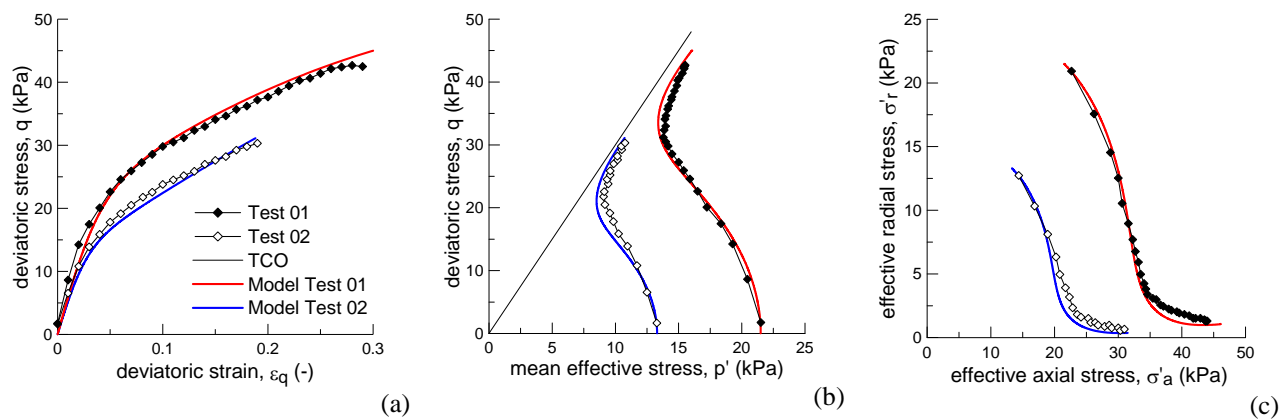 50
40
30
20
10
0
deviatoric stress, q (kPa)
0
0.1
0.2
0.3
deviatoric strain, εq (-)
Test 01
Test 02
TCO
Model Test 01
Model Test 02
(a)
50
40
30
20
10
0
deviatoric stress, q (kPa)
0
5
10
15
20
25
mean effective stress, p' (kPa)
(b)
25
20
15
10
5
0
effective radial stress, σ'r (kPa)
0
10
20
30
40
50
effective axial stress, σ'a (kPa)
(c)